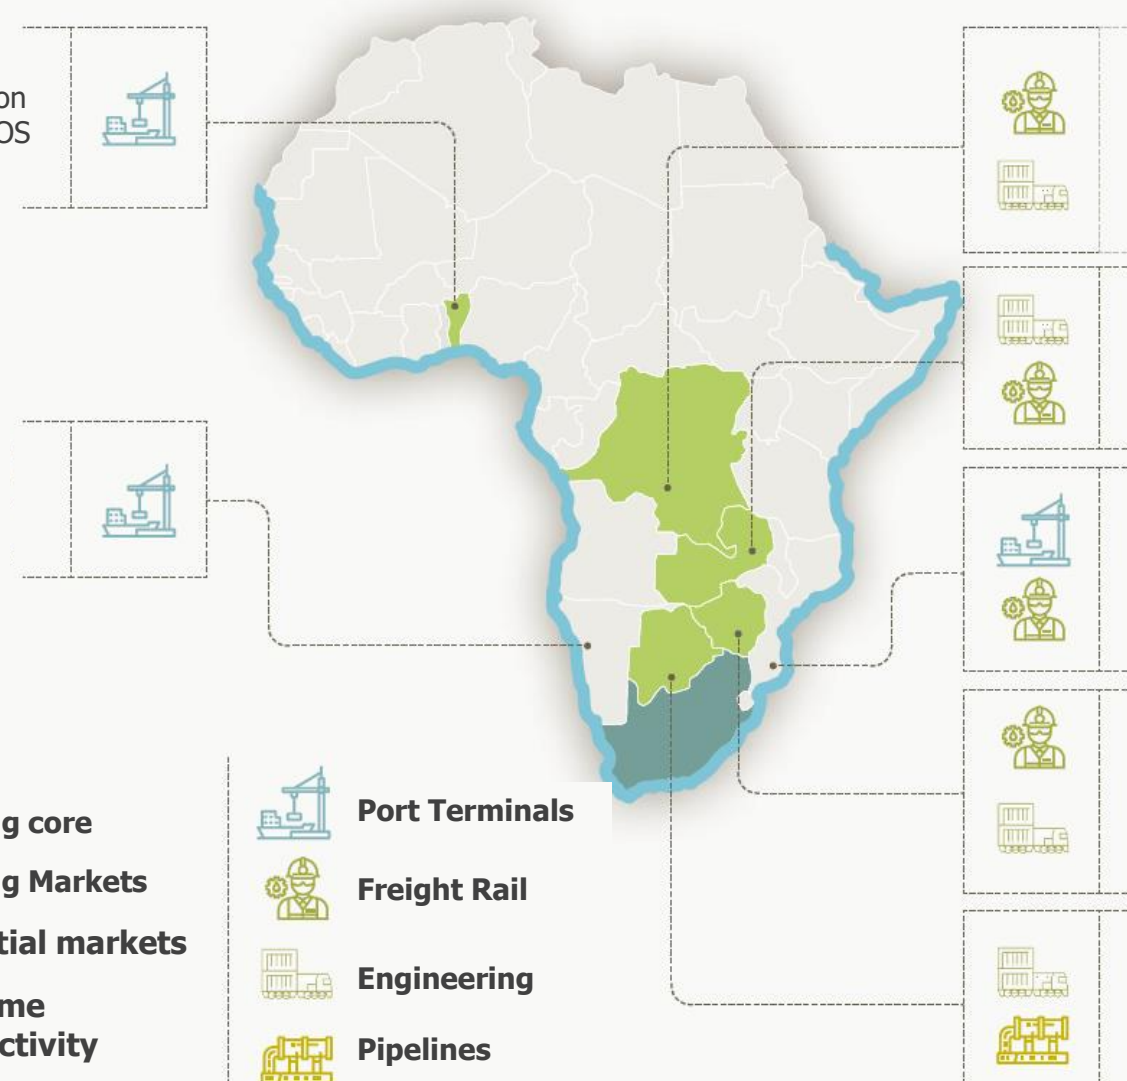 on
OS
g core
g Markets
tial markets
me
ctivity
Port Terminals
Freight Rail
Engineering
Pipelines